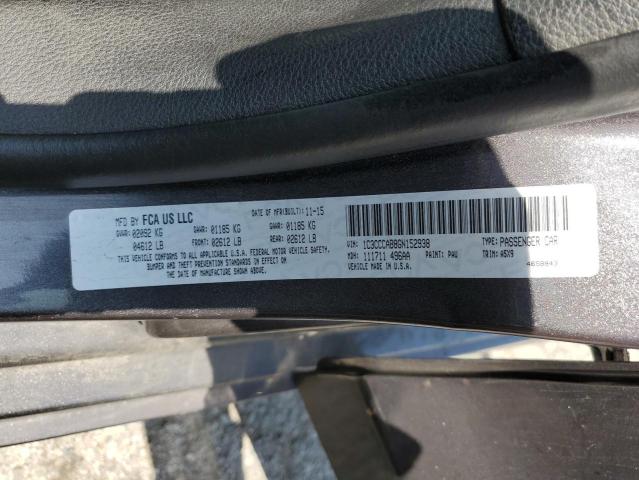 MFD BY FCA US LLC DATE OF MFR(BUILT): 11-15
GVWR: 02092 KG GAWR: 01185 KG GAWR: 01185 KG
04612 LB FRONT: 02612 LB REAR: 02612 LB
THIS VEHICLE CONFORMS TO ALL APPLICABLE U.S.A. FEDERAL MOTOR VEHICLE SAFETY,
BUMPER AND THEFT PREVENTION STANDARDS IN EFFECT ON
THE DATE OF MANUFACTURE SHOWN ABOVE.
VIN: 1C3CCCAB8GN152938 TYPE: PASSENGER CAR
MDH: 111711 496AA PAINT: PAU TRIM: A5X9
VEHICLE MADE IN U.S.A. 4658843